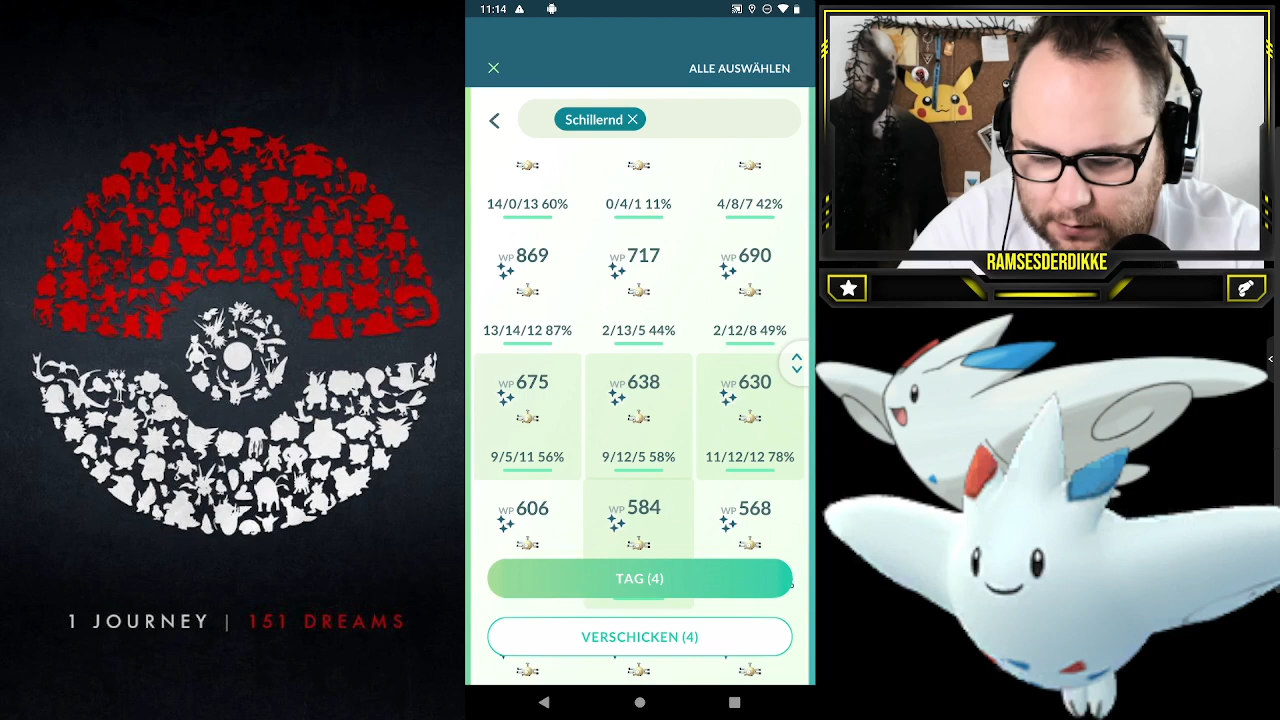 11:14
ALLE AUSWÄHLEN
Schillernd
14/0/13 60% 0/4/1 11% 4/8/7 42%
WP 869 WP 717 WP 690
13/14/12 87% 2/13/5 44% 2/12/8 49%
WP 675 WP 638 WP 630
9/5/11 56% 9/12/5 58% 11/12/12 78%
WP 606 WP 584 WP 568
TAG (4)
VERSCHICKEN (4)
1 JOURNEY | 151 DREAMS
RAMSESDERDIKKE